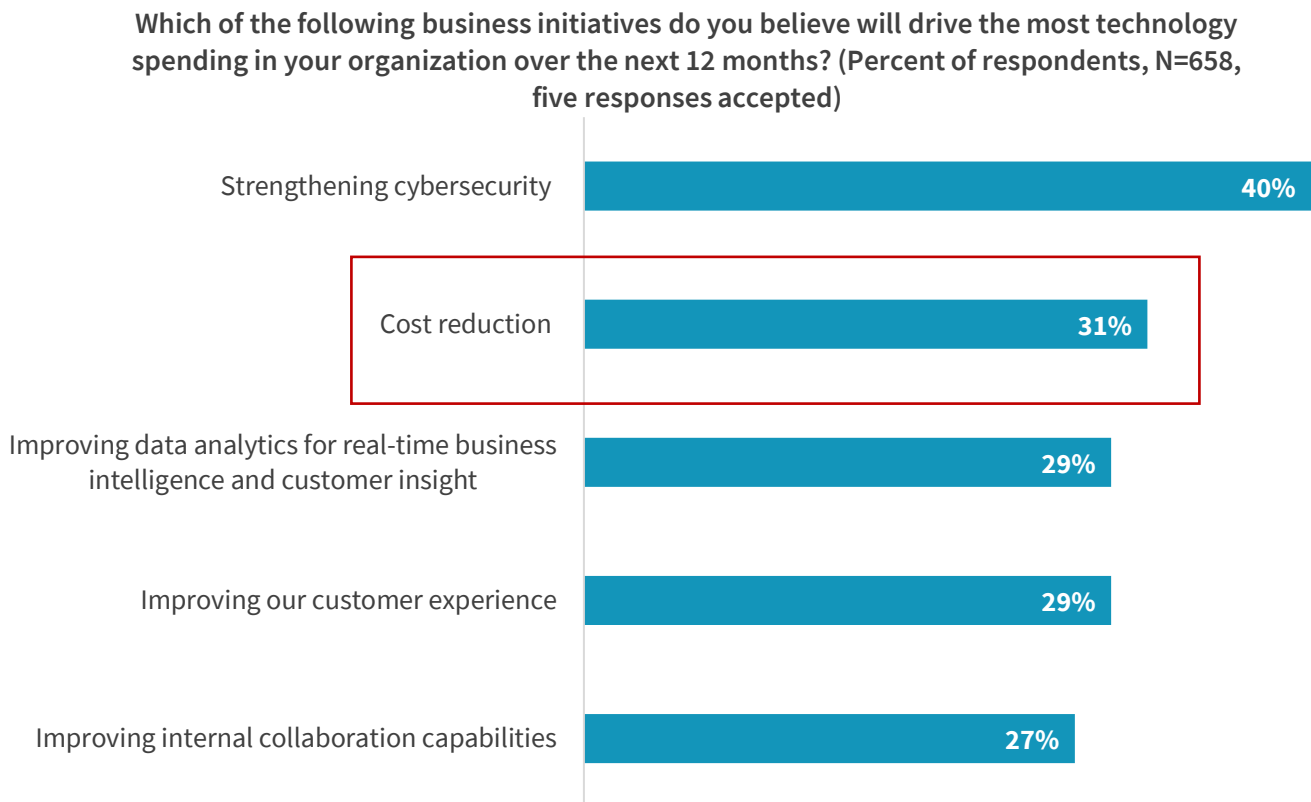 Which of the following business initiatives do you believe will drive the most technology
spending in your organization over the next 12 months? (Percent of respondents, N=658,
five responses accepted)
Strengthening cybersecurity
40%
Cost reduction
31%
Improving data analytics for real-time business
intelligence and customer insight
29%
Improving our customer experience
29%
Improving internal collaboration capabilities
27%